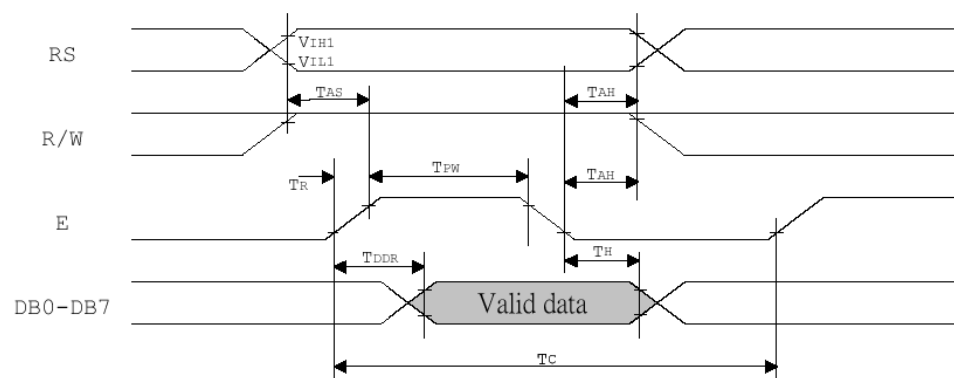 RS
VIH1
VIL1
TAS
TAH
R/W
TPW
TAH
TR
E
TDDR
TH
DB0-DB7
Valid data
TC